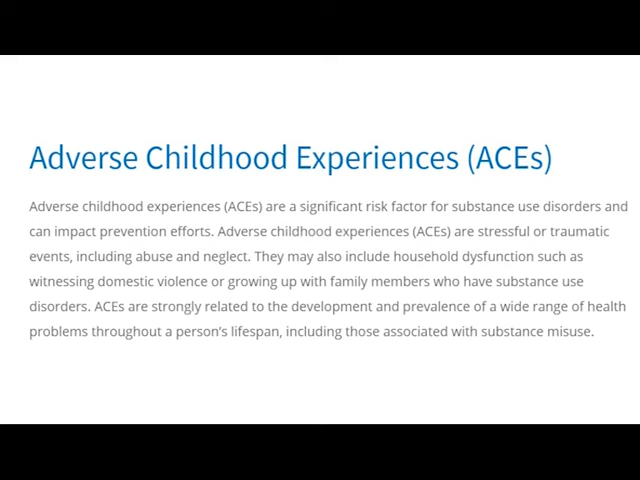 Adverse Childhood Experiences (ACEs)
Adverse childhood experiences (ACEs) are a significant risk factor for substance use disorders and
can impact prevention efforts. Adverse childhood experiences (ACEs) are stressful or traumatic
events, including abuse and neglect. They may also include household dysfunction such as
witnessing domestic violence or growing up with family members who have substance use
disorders. ACEs are strongly related to the development and prevalence of a wide range of health
problems throughout a person’s lifespan, including those associated with substance misuse.